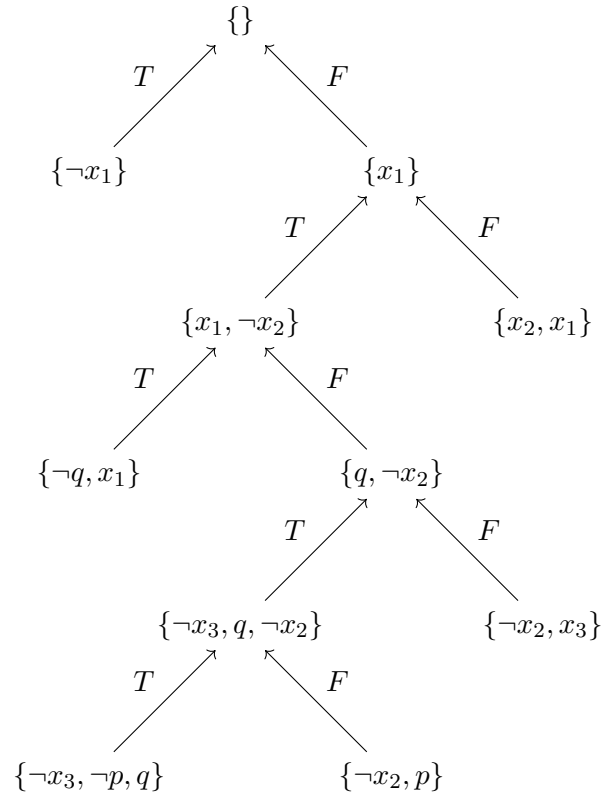 {}
T F
{¬x₁} {x₁}
T F
{x₁, ¬x₂} {x₂, x₁}
T F
{¬q, x₁} {q, ¬x₂}
T F
{¬x₃, q, ¬x₂} {¬x₂, x₃}
T F
{¬x₃, ¬p, q} {¬x₂, p}